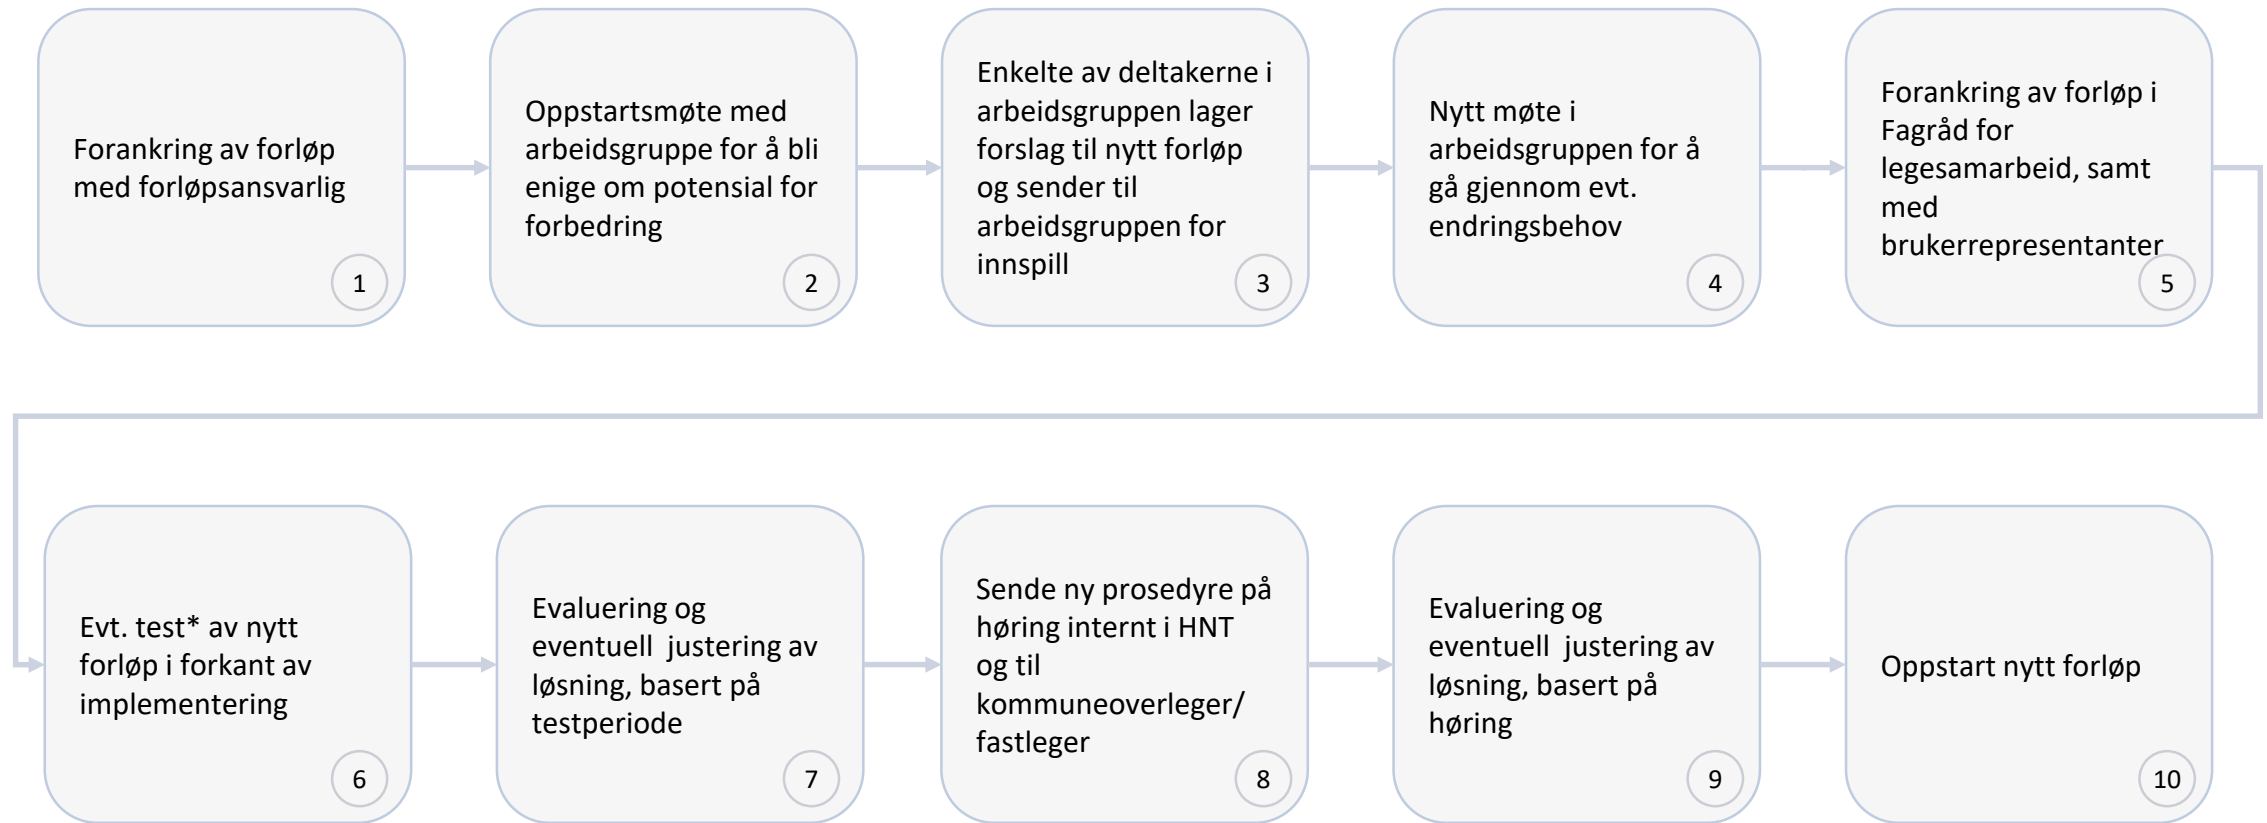 Forankring av forløp
med forløpsansvarlig
1
Oppstartsmøte med
arbeidsgruppe for å bli
enige om potensial for
forbedring
2
Enkelte av deltakerne i
arbeidsgruppen lager
forslag til nytt forløp
og sender til
arbeidsgruppen for
innspill
3
Nytt møte i
arbeidsgruppen for å
gå gjennom evt.
endringsbehov
4
Forankring av forløp i
Fagråd for
legesamarbeid, samt
med
brukerrepresentanter
5
Evt. test* av nytt
forløp i forkant av
implementering
6
Evaluering og
eventuell  justering av
løsning, basert på
testperiode
7
Sende ny prosedyre på
høring internt i HNT
og til
kommuneoverleger/
fastleger
8
Evaluering og
eventuell  justering av
løsning, basert på
høring
9
Oppstart nytt forløp
10